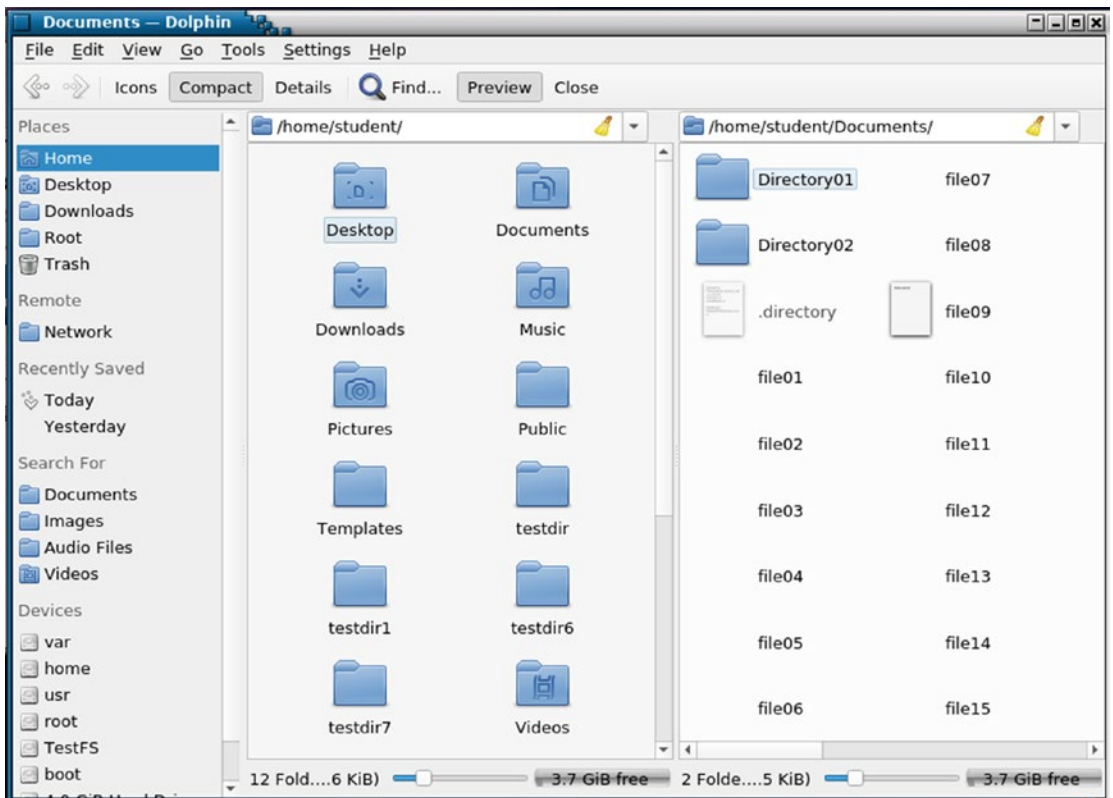 Documents — Dolphin
File Edit View Go Tools Settings Help
Icons Compact Details Find... Preview Close
Places
Home
Desktop
Downloads
Root
Trash
Remote
Network
Recently Saved
Today
Yesterday
Search For
Documents
Images
Audio Files
Videos
Devices
var
home
usr
root
TestFS
boot
/home/student/
Desktop Documents
Downloads Music
Pictures Public
Templates testdir
testdir1 testdir6
testdir7 Videos
12 Fold....6 KiB) 3.7 GiB free
/home/student/Documents/
Directory01 file07
Directory02 file08
.directory file09
file01 file10
file02 file11
file03 file12
file04 file13
file05 file14
file06 file15
2 Folde....5 KiB) 3.7 GiB free